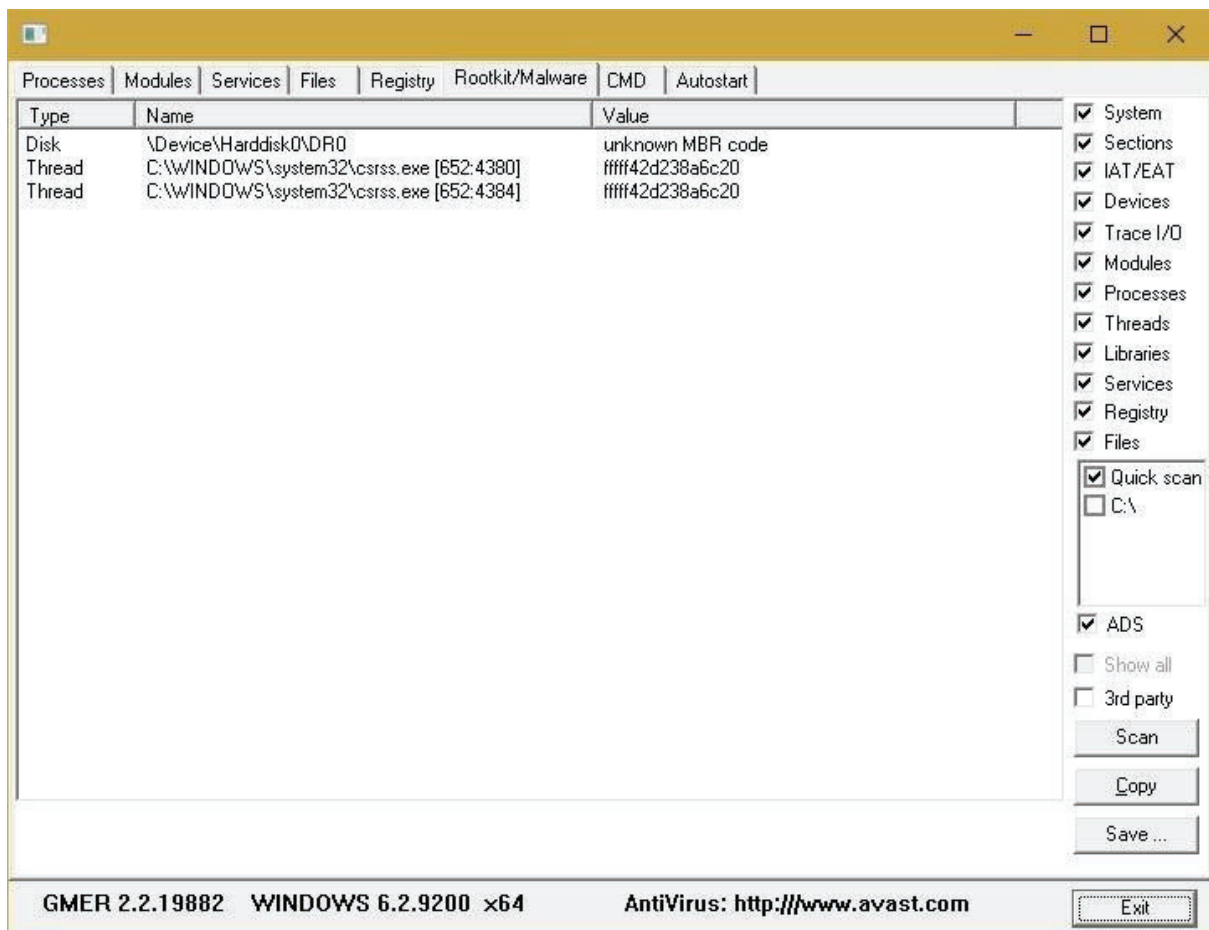 Processes Modules Services Files Registry Rootkit/Malware CMD Autostart
Type Name Value
Disk \Device\Harddisk0\DR0 unknown MBR code
Thread C:\WINDOWS\system32\csrss.exe [652:4380] fffff42d238a6c20
Thread C:\WINDOWS\system32\csrss.exe [652:4384] fffff42d238a6c20
System
Sections
IAT/EAT
Devices
Trace I/O
Modules
Processes
Threads
Libraries
Services
Registry
Files
Quick scan
C:\
ADS
Show all
3rd party
Scan
Copy
Save ...
GMER 2.2.19882 WINDOWS 6.2.9200 x64 AntiVirus: http:///www.avast.com Exit